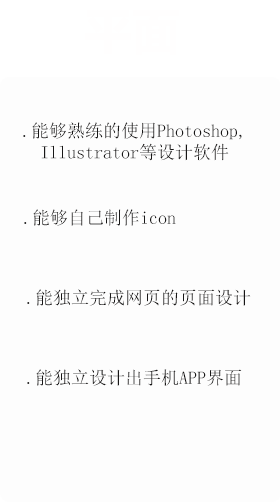 .能够熟练的使用Photoshop,
Illustrator等设计软件
.能够自己制作icon
.能独立完成网页的页面设计
.能独立设计出手机APP界面